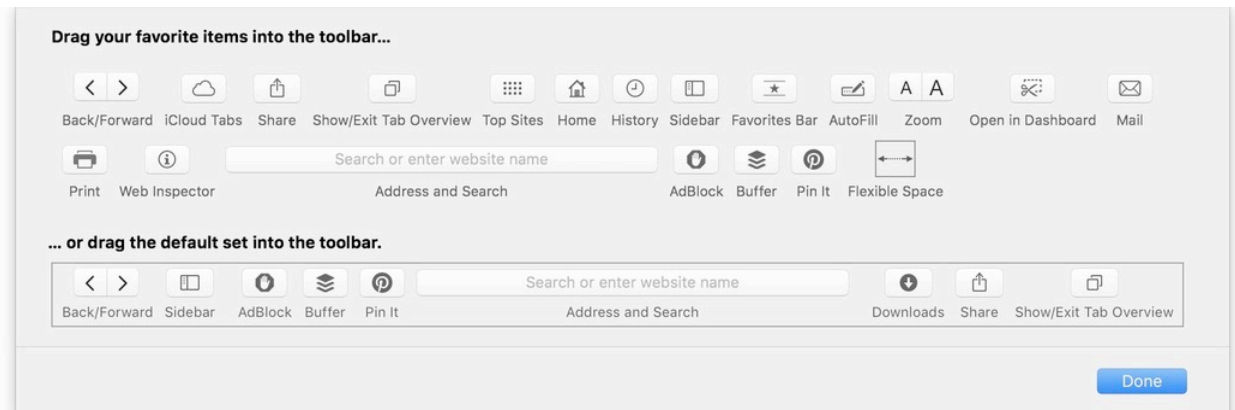 Drag your favorite items into the toolbar...
A A
Back/Forward iCloud Tabs Share Show/Exit Tab Overview Top Sites Home History Sidebar Favorites Bar AutoFill Zoom Open in Dashboard Mail
Search or enter website name
Print Web Inspector Address and Search AdBlock Buffer Pin It Flexible Space
... or drag the default set into the toolbar.
Search or enter website name
Back/Forward Sidebar AdBlock Buffer Pin It Address and Search Downloads Share Show/Exit Tab Overview
Done